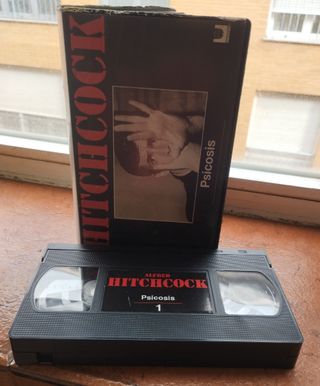 HITCHCOCK
Psicosis
ALFRED
HITCHCOCK
Psicosis
1